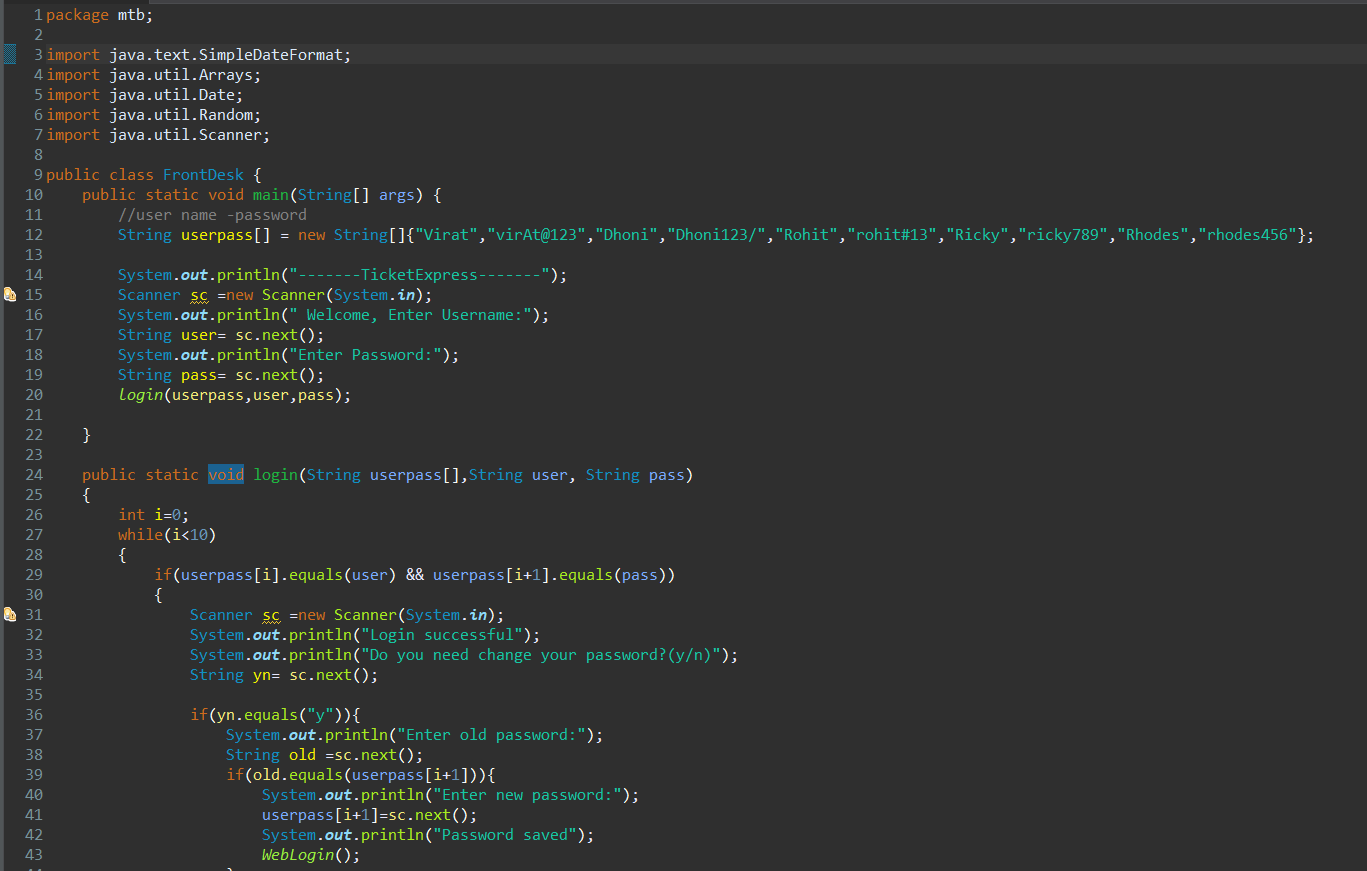 1 package mtb;
2
3 import java.text.SimpleDateFormat;
4 import java.util.Arrays;
5 import java.util.Date;
6 import java.util.Random;
7 import java.util.Scanner;
8
9 public class FrontDesk {
10     public static void main(String[] args) {
11         //user name -password
12         String userpass[] = new String[]{"Virat","virAt@123","Dhoni","Dhoni123/","Rohit","rohit#13","Ricky","ricky789","Rhodes","rhodes456"};
13
14         System.out.println("-------TicketExpress-------");
15         Scanner sc =new Scanner(System.in);
16         System.out.println(" Welcome, Enter Username:");
17         String user= sc.next();
18         System.out.println("Enter Password:");
19         String pass= sc.next();
20         login(userpass,user,pass);
21
22     }
23
24     public static void login(String userpass[],String user, String pass)
25     {
26         int i=0;
27         while(i<10)
28         {
29             if(userpass[i].equals(user) && userpass[i+1].equals(pass))
30             {
31                 Scanner sc =new Scanner(System.in);
32                 System.out.println("Login successful");
33                 System.out.println("Do you need change your password?(y/n)");
34                 String yn= sc.next();
35
36                 if(yn.equals("y")){
37                     System.out.println("Enter old password:");
38                     String old =sc.next();
39                     if(old.equals(userpass[i+1])){
40                         System.out.println("Enter new password:");
41                         userpass[i+1]=sc.next();
42                         System.out.println("Password saved");
43                         WebLogin();